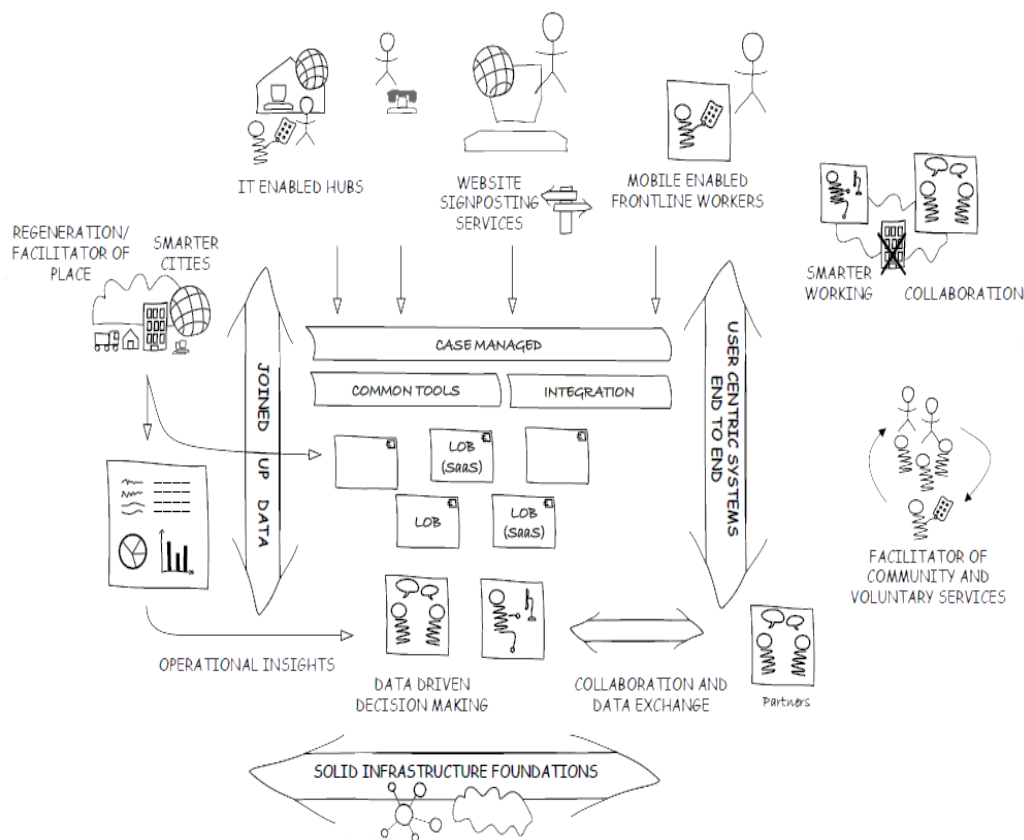 IT ENABLED HUBS
WEBSITE
SIGNPOSTING
SERVICES
MOBILE ENABLED
FRONTLINE WORKERS
REGENERATION/
FACILITATOR OF
PLACE
SMARTER
CITIES
SMARTER
WORKING
COLLABORATION
CASE MANAGED
COMMON TOOLS
INTEGRATION
JOINED UP DATA
USER CENTRIC SYSTEMS
END TO END
LOB
(SaaS)
LOB
LOB
(SaaS)
FACILITATOR OF
COMMUNITY AND
VOLUNTARY SERVICES
OPERATIONAL INSIGHTS
DATA DRIVEN
DECISION MAKING
COLLABORATION AND
DATA EXCHANGE
Partners
SOLID INFRASTRUCTURE FOUNDATIONS